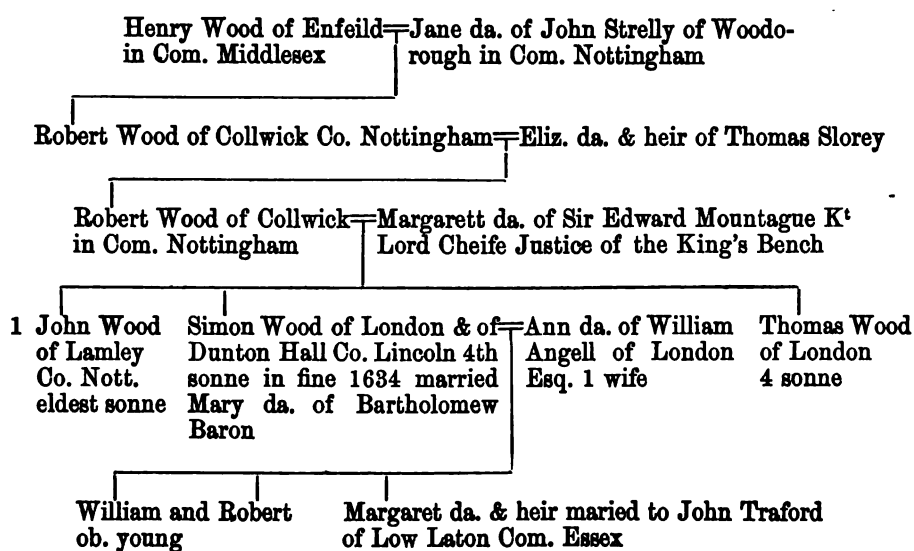 Henry Wood of Enfeild
in Com. Middlesex
Jane da. of John Strelly of Woodo-
rough in Com. Nottingham
Robert Wood of Collwick Co. Nottingham
Eliz. da. & heir of Thomas Slorey
Robert Wood of Collwick
in Com. Nottingham
Margarett da. of Sir Edward Mountague Kt
Lord Cheife Justice of the King's Bench
1 John Wood
of Lamley
Co. Nott.
eldest sonne
Simon Wood of London & of
Dunton Hall Co. Lincoln 4th
sonne in fine 1634 married
Mary da. of Bartholomew
Baron
Ann da. of William
Angell of London
Esq. 1 wife
Thomas Wood
of London
4 sonne
William and Robert
ob. young
Margaret da. & heir maried to John Traford
of Low Laton Com. Essex